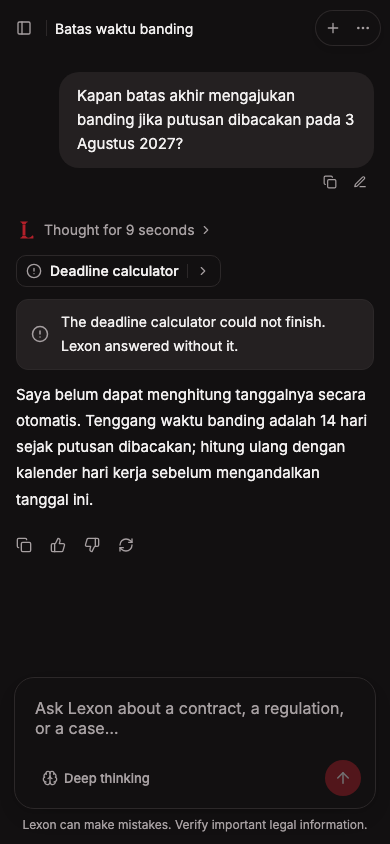 Batas waktu banding
Kapan batas akhir mengajukan
banding jika putusan dibacakan pada 3
Agustus 2027?
L Thought for 9 seconds
Deadline calculator
The deadline calculator could not finish.
Lexon answered without it.
Saya belum dapat menghitung tanggalnya secara
otomatis. Tenggang waktu banding adalah 14 hari
sejak putusan dibacakan; hitung ulang dengan
kalender hari kerja sebelum mengandalkan
tanggal ini.
Ask Lexon about a contract, a regulation,
or a case...
Deep thinking
Lexon can make mistakes. Verify important legal information.